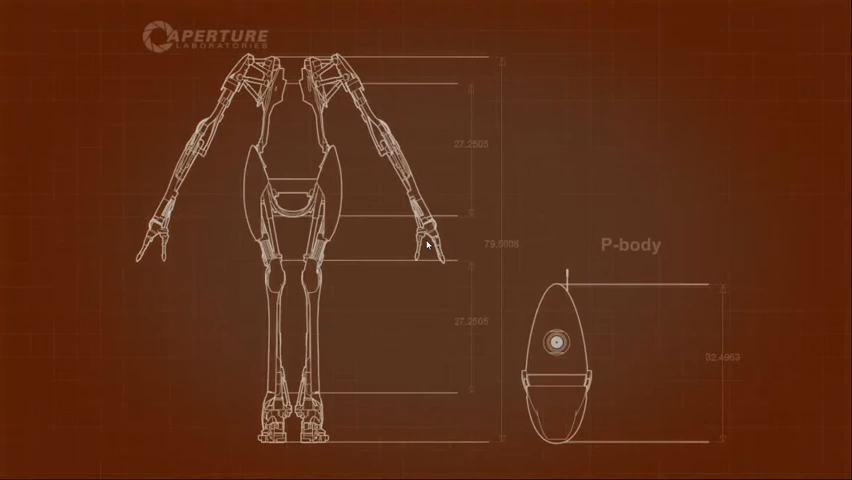 APERTURE
LABORATORIES
27.2505
79.5008
P-body
27.2505
32.4963